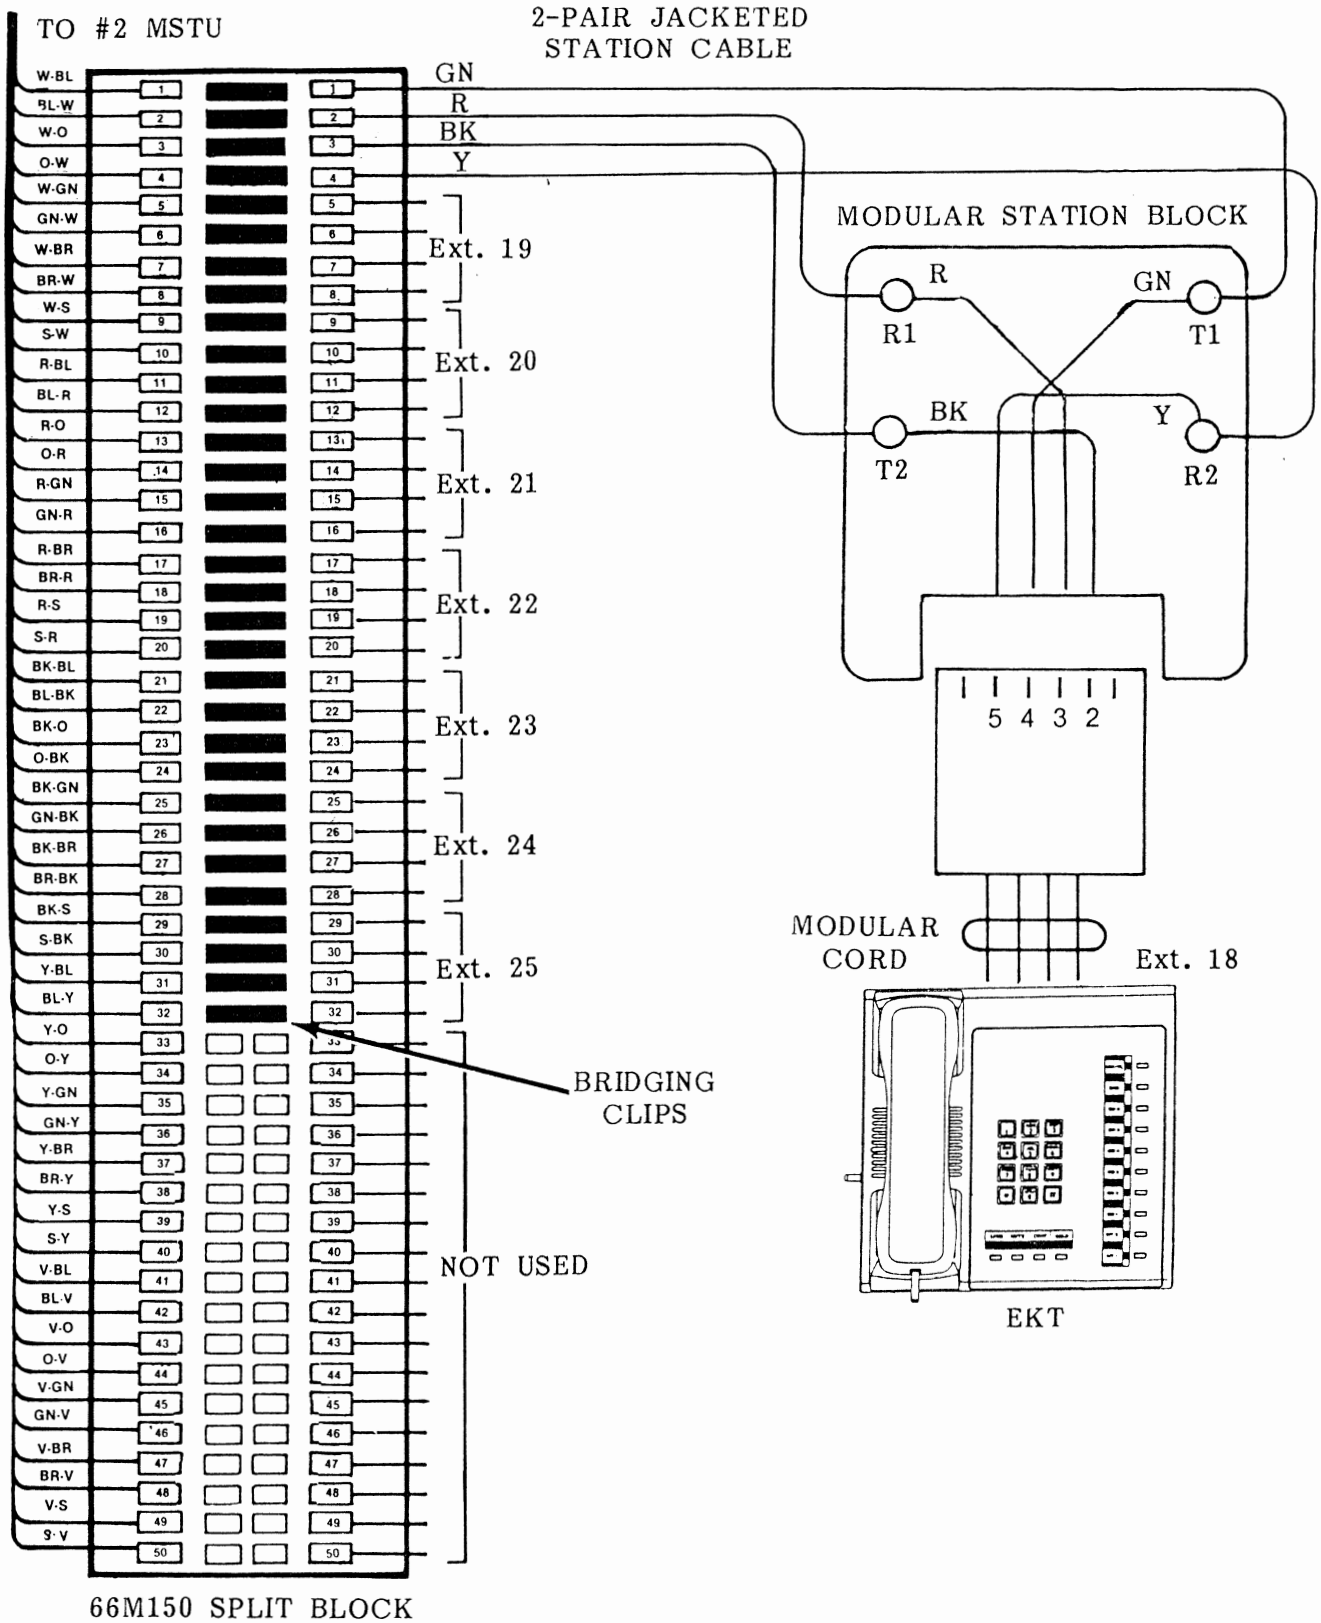 TO #2 MSTU
2-PAIR JACKETED
STATION CABLE
W-BL 1 1 GN
BL-W 2 2 R
W-O 3 3 BK
O-W 4 4 Y
W-GN 5 5
GN-W 6 6
Ext. 19
W-BR 7 7
BR-W 8 8
W-S 9 9
S-W 10 10
Ext. 20
R-BL 11 11
BL-R 12 12
R-O 13 13
O-R 14 14
Ext. 21
R-GN 15 15
GN-R 16 16
R-BR 17 17
BR-R 18 18
Ext. 22
R-S 19 19
S-R 20 20
BK-BL 21 21
BL-BK 22 22
Ext. 23
BK-O 23 23
O-BK 24 24
BK-GN 25 25
GN-BK 26 26
Ext. 24
BK-BR 27 27
BR-BK 28 28
BK-S 29 29
S-BK 30 30
Ext. 25
Y-BL 31 31
BL-Y 32 32
Y-O 33 33
O-Y 34 34
Y-GN 35 35
GN-Y 36 36
Y-BR 37 37
BR-Y 38 38
Y-S 39 39
S-Y 40 40
NOT USED
V-BL 41 41
BL-V 42 42
V-O 43 43
O-V 44 44
V-GN 45 45
GN-V 46 46
V-BR 47 47
BR-V 48 48
V-S 49 49
S-V 50 50
66M150 SPLIT BLOCK
BRIDGING
CLIPS
MODULAR STATION BLOCK
R GN
R1 T1
BK Y
T2 R2
5 4 3 2
MODULAR
CORD
Ext. 18
EKT